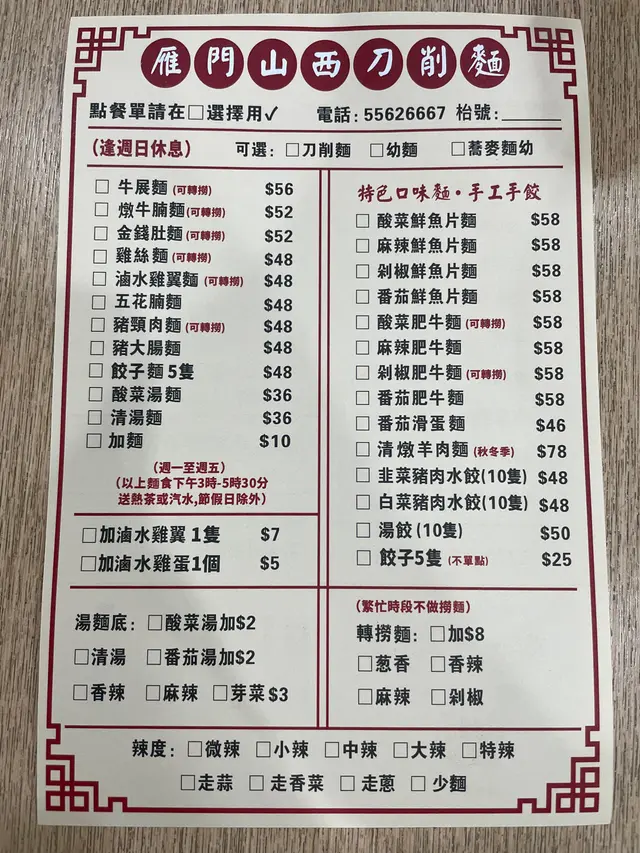 雁門山西刀削麵
點餐單請在□選擇用✓ 電話: 55626667 枱號:______
(逢週日休息) 可選: □刀削麵 □幼麵 □蕎麥麵幼
□ 牛展麵 (可轉撈) $56
□ 燉牛腩麵 (可轉撈) $52
□ 金錢肚麵 (可轉撈) $52
□ 雞絲麵 (可轉撈) $48
□ 滷水雞翼麵 (可轉撈) $48
□ 五花腩麵 $48
□ 豬頸肉麵 (可轉撈) $48
□ 豬大腸麵 $48
□ 餃子麵 5隻 $48
□ 酸菜湯麵 $36
□ 清湯麵 $36
□ 加麵 $10
(週一至週五)
(以上麵食下午3時-5時30分
送熱茶或汽水,節假日除外)
□加滷水雞翼 1隻 $7
□加滷水雞蛋1個 $5
特色口味麵・手工手餃
□ 酸菜鮮魚片麵 $58
□ 麻辣鮮魚片麵 $58
□ 剁椒鮮魚片麵 $58
□ 番茄鮮魚片麵 $58
□ 酸菜肥牛麵 (可轉撈) $58
□ 麻辣肥牛麵 $58
□ 剁椒肥牛麵 (可轉撈) $58
□ 番茄肥牛麵 $58
□ 番茄滑蛋麵 $46
□ 清燉羊肉麵 (秋冬季) $78
□ 韭菜豬肉水餃(10隻) $48
□ 白菜豬肉水餃(10隻) $48
□ 湯餃 (10隻) $50
□ 餃子5隻 (不單點) $25
湯麵底: □酸菜湯加$2
□清湯 □番茄湯加$2
□香辣 □麻辣 □芽菜$3
(繁忙時段不做撈麵)
轉撈麵: □加$8
□葱香 □香辣
□麻辣 □剁椒
辣度: □微辣 □小辣 □中辣 □大辣 □特辣
□走蒜 □走香菜 □走蔥 □少麵